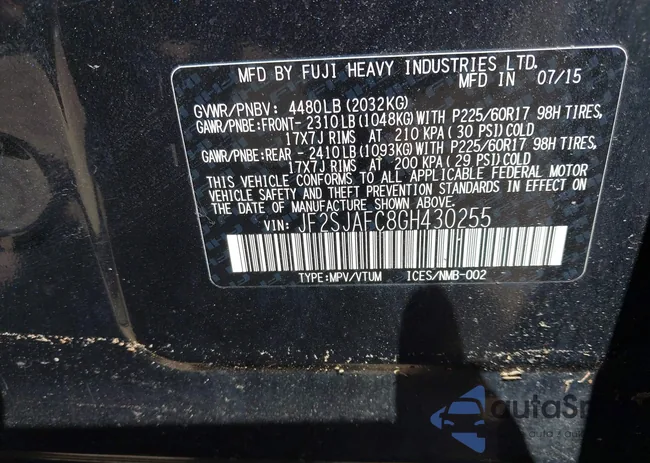 MFD BY FUJI HEAVY INDUSTRIES LTD.
MFD IN 07/15
GVWR/PNBV: 4480LB (2032KG)
GAWR/PNBE:FRONT- 2310LB (1048KG) WITH P225/60R17 98H TIRES,
17X7J RIMS AT 210 KPA (30 PSI) COLD
GAWR/PNBE:REAR - 2410LB (1093KG) WITH P225/60R17 98H TIRES,
17X7J RIMS AT 200 KPA (29 PSI) COLD
THIS VEHICLE CONFORMS TO ALL APPLICABLE FEDERAL MOTOR
VEHICLE SAFETY AND THEFT PREVENTION STANDARDS IN EFFECT ON
THE DATE OF MANUFACTURE SHOWN ABOVE.
VIN: JF2SJAFC8GH430255
TYPE:MPV/VTUM ICES/NMB-002